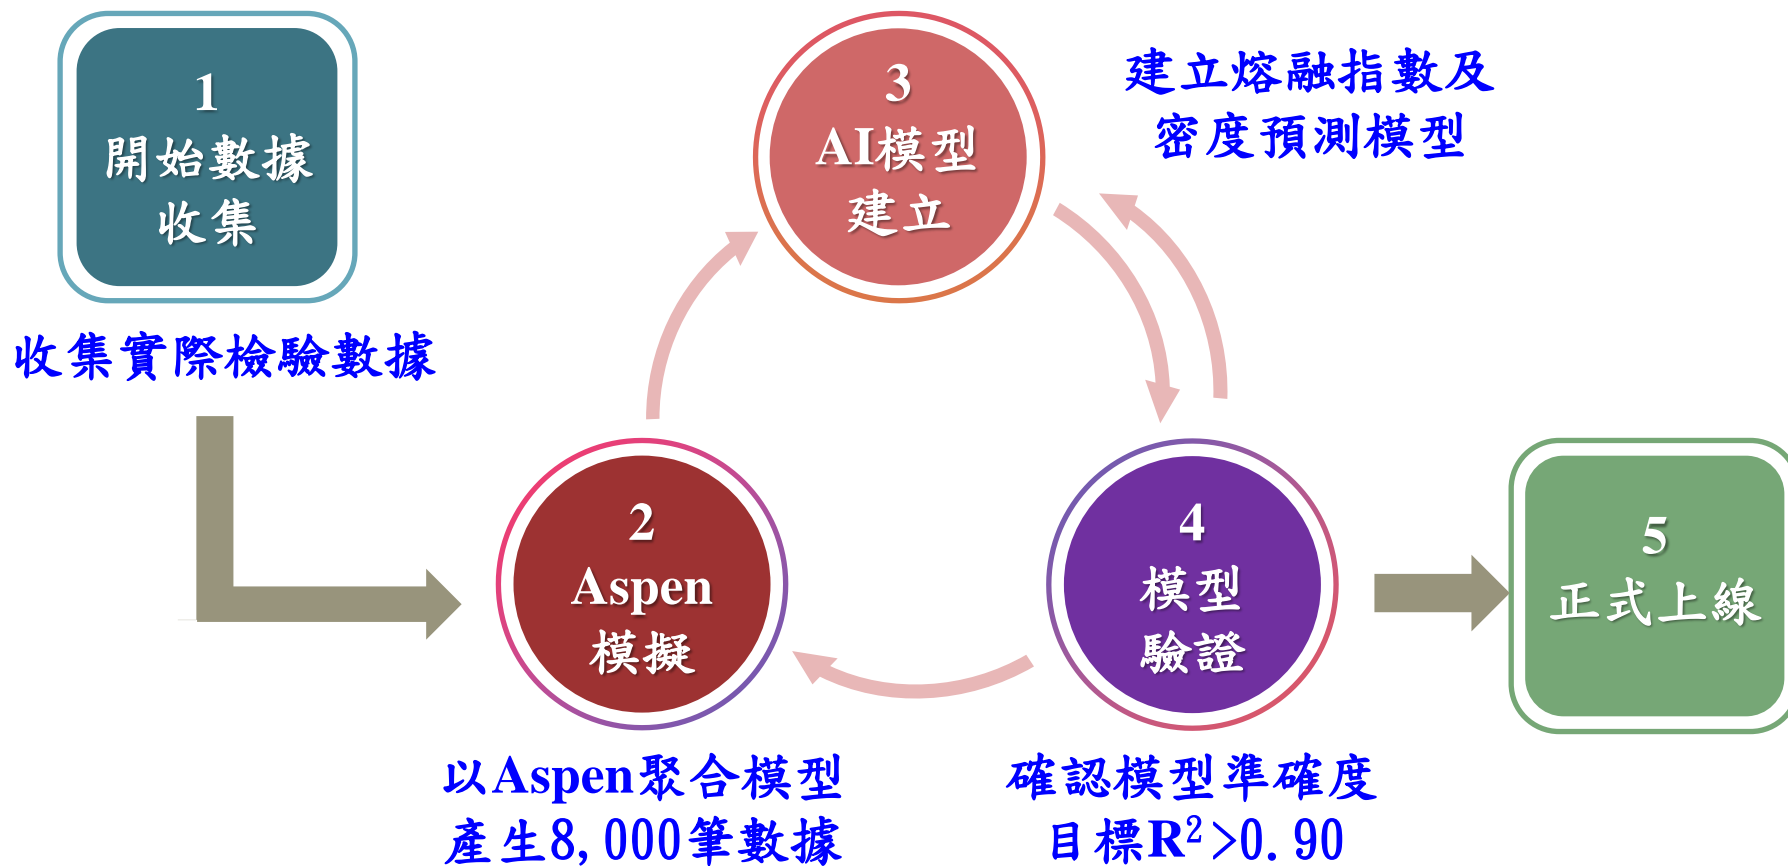 1
開始數據
收集
收集實際檢驗數據
2
Aspen
模擬
以Aspen聚合模型
產生8,000筆數據
3
AI模型
建立
建立熔融指數及
密度預測模型
4
模型
驗證
確認模型準確度
目標R²>0.90
5
正式上線